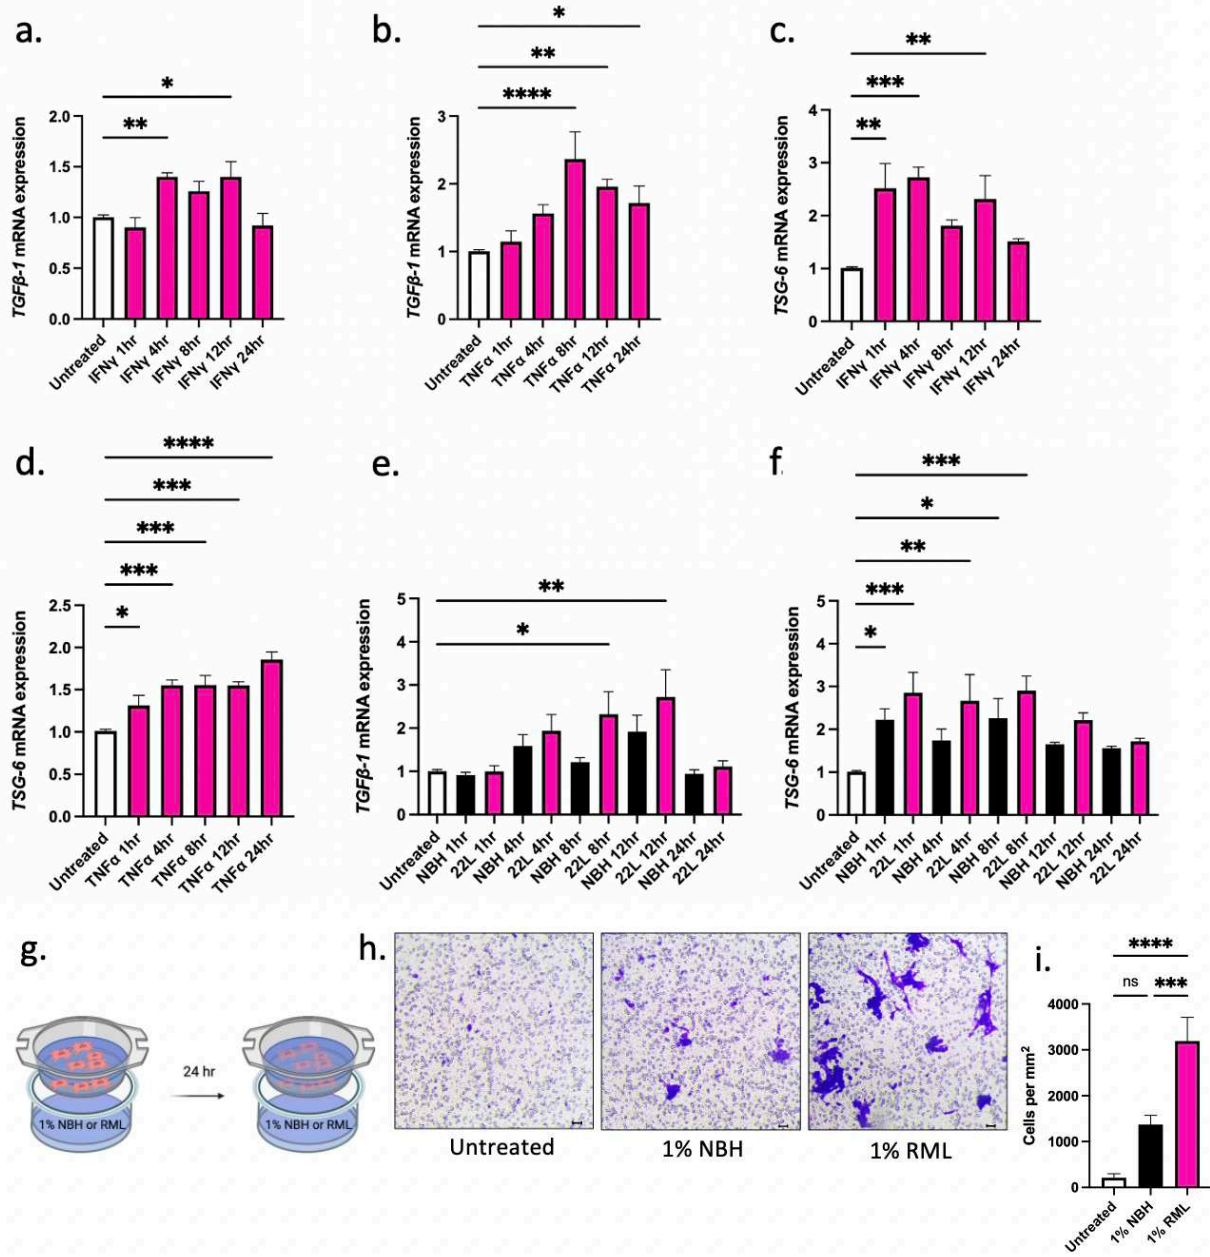 a.
*
**
TGFβ-1 mRNA expression
2.0
1.5
1.0
0.5
0.0
Untreated
IFNγ 1hr
IFNγ 4hr
IFNγ 8hr
IFNγ 12hr
IFNγ 24hr
b.
*
**
****
TGFβ-1 mRNA expression
3
2
1
0
Untreated
TNFα 1hr
TNFα 4hr
TNFα 8hr
TNFα 12hr
TNFα 24hr
c.
**
***
**
TSG-6 mRNA expression
4
3
2
1
0
Untreated
IFNγ 1hr
IFNγ 4hr
IFNγ 8hr
IFNγ 12hr
IFNγ 24hr
d.
****
***
***
***
*
TSG-6 mRNA expression
2.5
2.0
1.5
1.0
0.5
0.0
Untreated
TNFα 1hr
TNFα 4hr
TNFα 8hr
TNFα 12hr
TNFα 24hr
e.
**
*
TGFβ-1 mRNA expression
5
4
3
2
1
0
Untreated
NBH 1hr
22L 1hr
NBH 4hr
22L 4hr
NBH 8hr
22L 8hr
NBH 12hr
22L 12hr
NBH 24hr
22L 24hr
f.
***
*
**
***
*
TSG-6 mRNA expression
5
4
3
2
1
0
Untreated
NBH 1hr
22L 1hr
NBH 4hr
22L 4hr
NBH 8hr
22L 8hr
NBH 12hr
22L 12hr
NBH 24hr
22L 24hr
g.
24 hr
1% NBH or RML
1% NBH or RML
h.
Untreated
1% NBH
1% RML
i.
****
ns
***
Cells per mm²
4000
3000
2000
1000
0
Untreated
1% NBH
1% RML